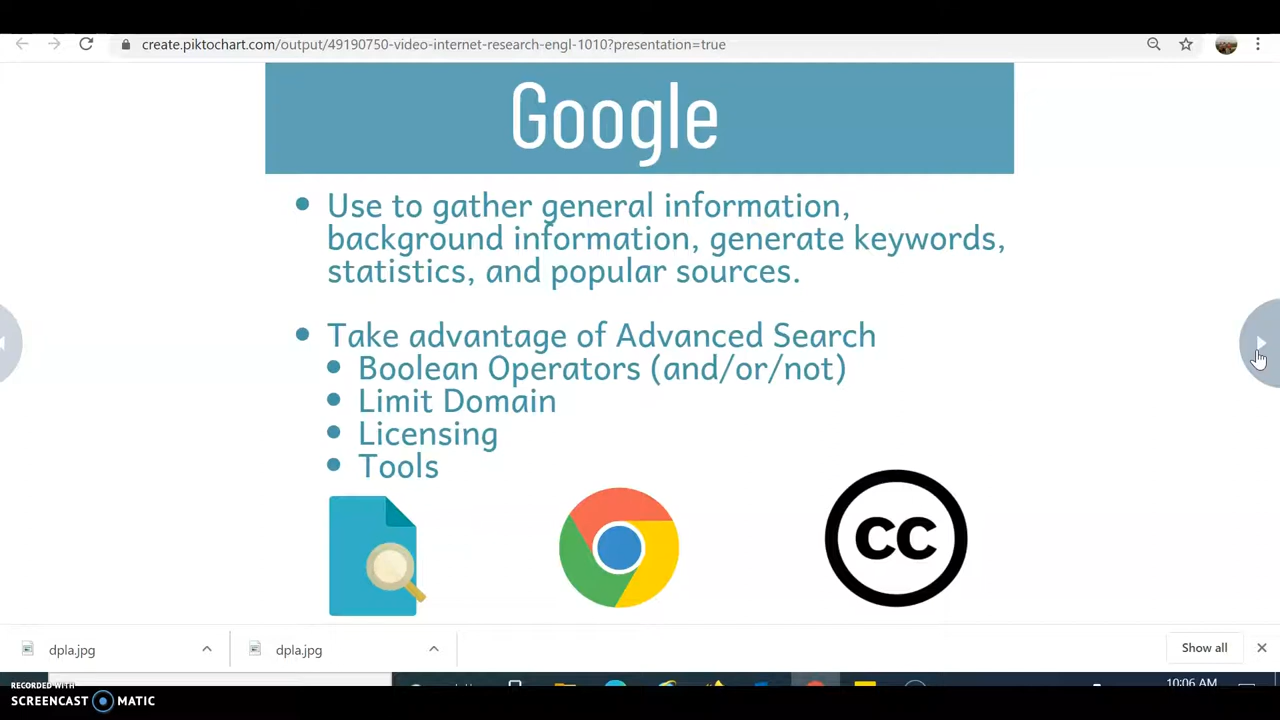 create.piktochart.com/output/49190750-video-internet-research-engl-1010?presentation=true
Google
Use to gather general information,
background information, generate keywords,
statistics, and popular sources.
Take advantage of Advanced Search
Boolean Operators (and/or/not)
Limit Domain
Licensing
Tools
CC
dpla.jpg
dpla.jpg
Show all
10:06 AM
RECORDED WITH
SCREENCAST MATIC